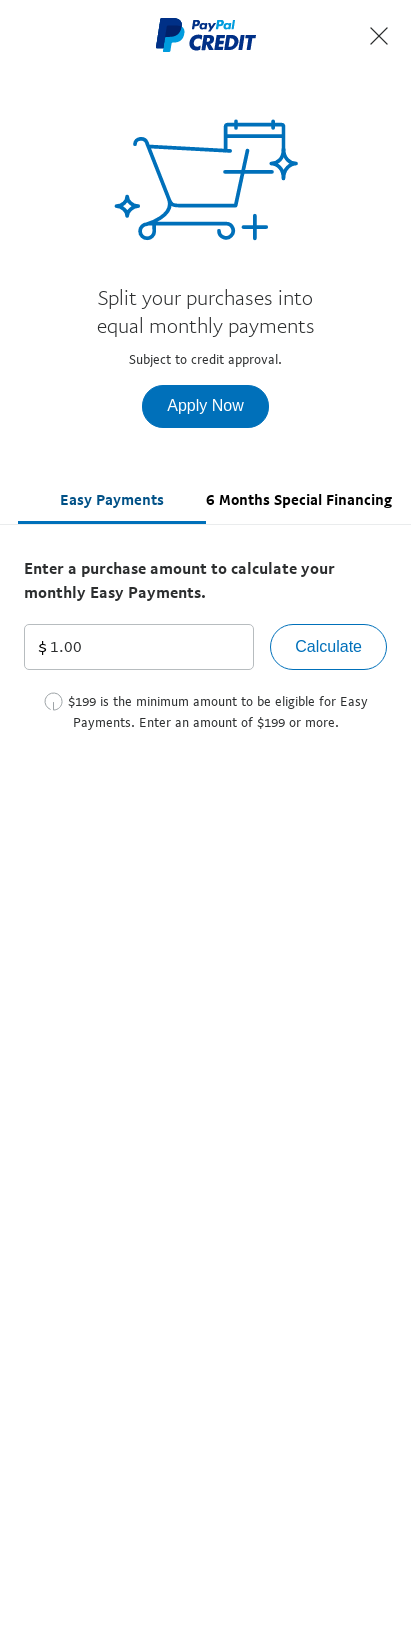 PayPal
CREDIT
Split your purchases into
equal monthly payments
Subject to credit approval.
Apply Now
Easy Payments
6 Months Special Financing
Enter a purchase amount to calculate your
monthly Easy Payments.
$ 1.00
Calculate
$199 is the minimum amount to be eligible for Easy
Payments. Enter an amount of $199 or more.